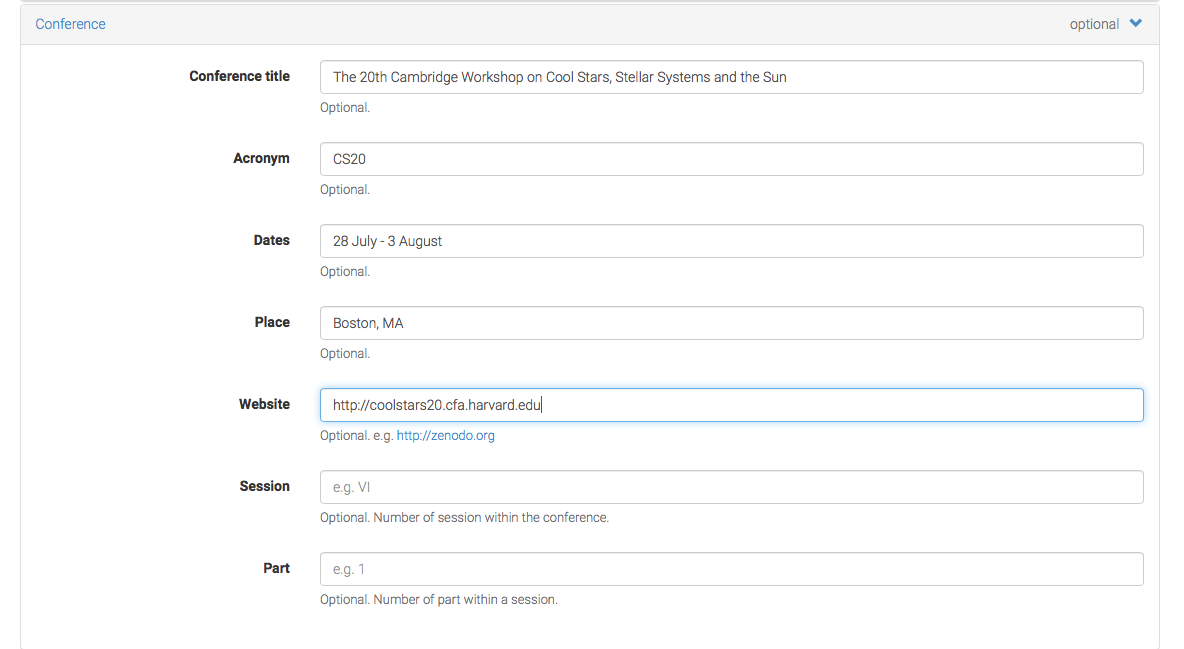 Conference optional
Conference title The 20th Cambridge Workshop on Cool Stars, Stellar Systems and the Sun
Optional.
Acronym CS20
Optional.
Dates 28 July - 3 August
Optional.
Place Boston, MA
Optional.
Website http://coolstars20.cfa.harvard.edu
Optional. e.g. http://zenodo.org
Session e.g. VI
Optional. Number of session within the conference.
Part e.g. 1
Optional. Number of part within a session.